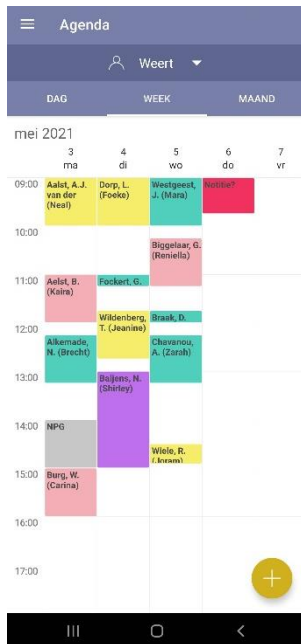 Agenda
Weert
DAG WEEK MAAND
mei 2021
3 4 5 6 7
ma di wo do vr
09:00
Aalst, A.J.
van der
(Neal)
Dorp, L.
(Foeke)
Westgeest,
J. (Mara)
Notitie?
10:00
Biggelaar, G.
(Reniella)
11:00
Aelst, B.
(Kaira)
Fockert, G.
Wildenberg,
T. (Jeanine)
Braak, D.
12:00
Alkemade,
N. (Brecht)
Chavanou,
A. (Zarah)
13:00
Baijens, N.
(Shirley)
14:00
NPG
Wiele, R.
(Joram)
15:00
Burg, W.
(Carina)
16:00
17:00